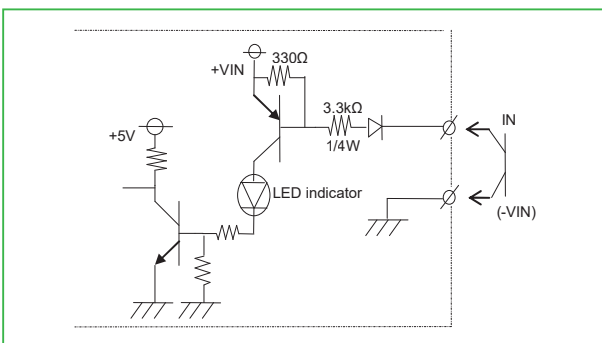 330Ω
+VIN
3.3kΩ
IN
+5V
1/4W
LED indicator
(-VIN)